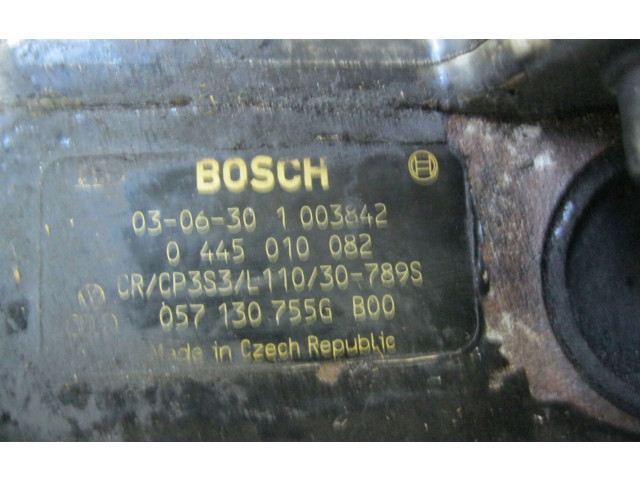 BOSCH
03-06-30 1 003842
0 445 010 082
CR/CP3S3/L110/30-789S
057 130 755G B00
Made in Czech Republic